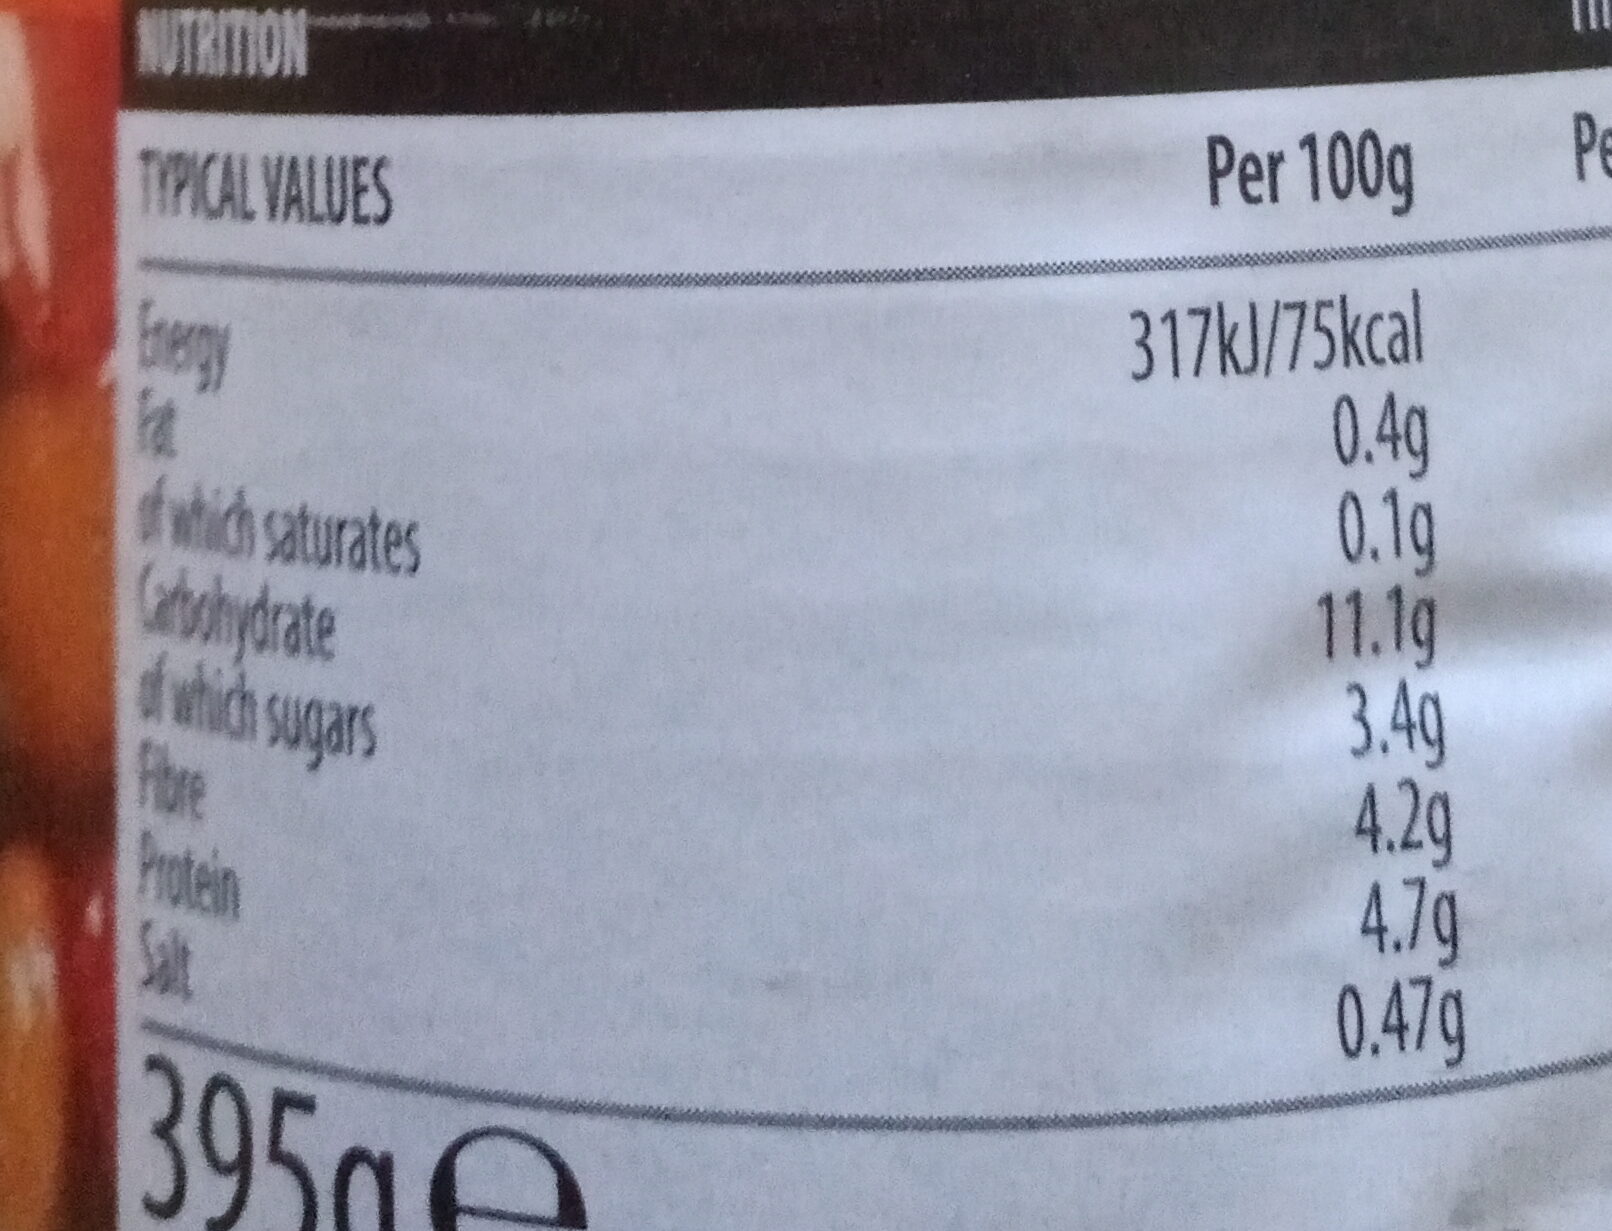 NUTRITION
TYPICAL VALUES Per 100g
Energy 317kJ/75kcal
Fat 0.4g
of which saturates 0.1g
Carbohydrate 11.1g
of which sugars 3.4g
Fibre 4.2g
Protein 4.7g
Salt 0.47g
395g e